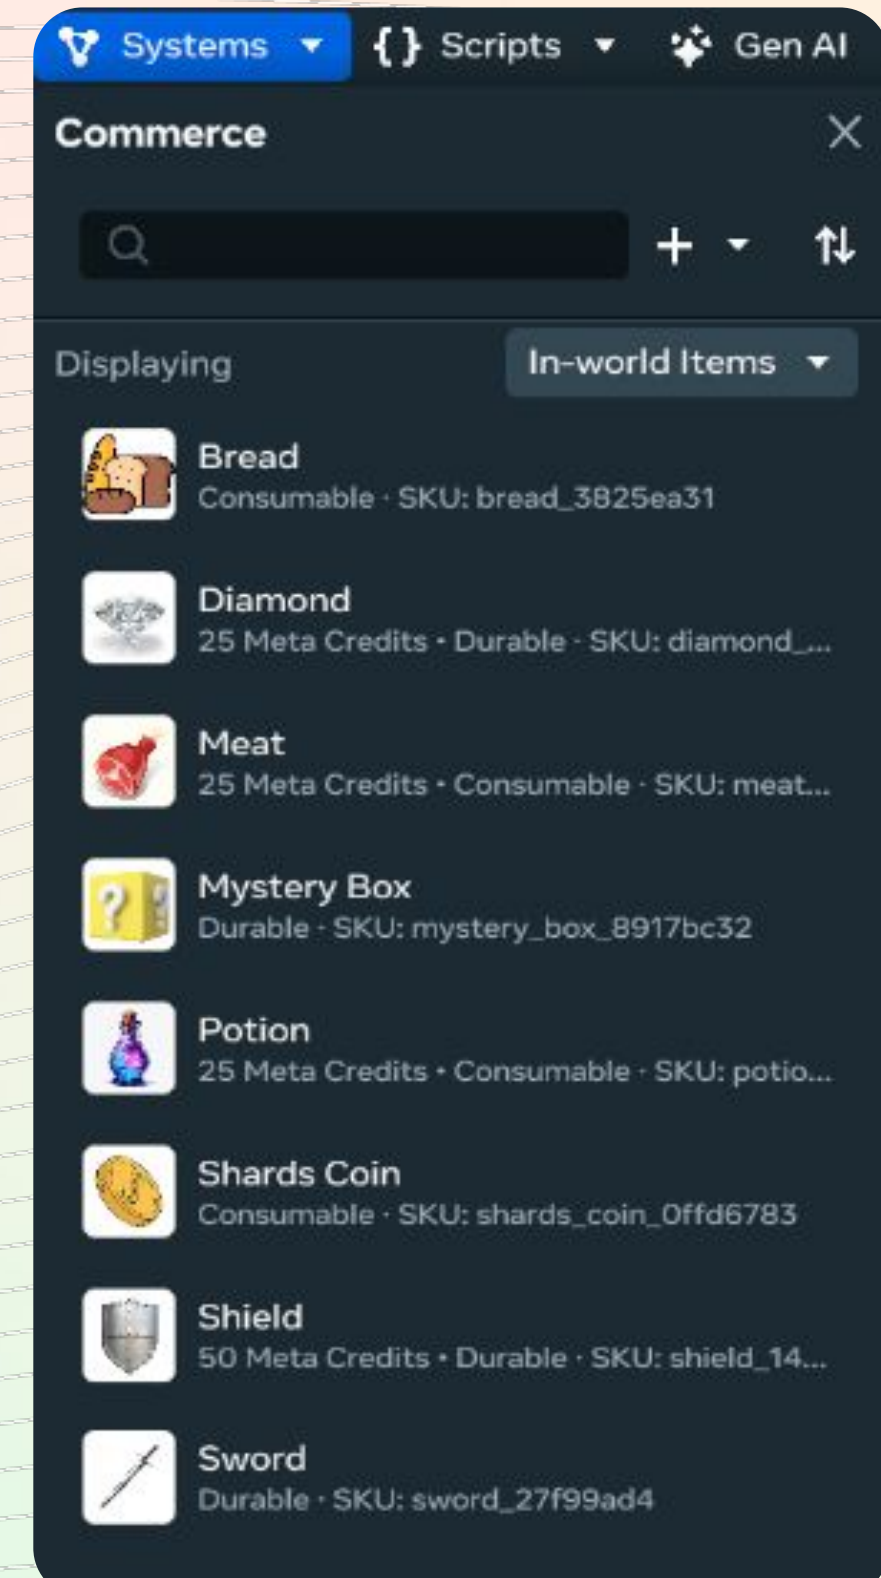 Systems
Scripts
Gen AI
Commerce
Displaying
In-world Items
Bread
Consumable · SKU: bread_3825ea31
Diamond
25 Meta Credits • Durable · SKU: diamond_...
Meat
25 Meta Credits • Consumable · SKU: meat...
Mystery Box
Durable · SKU: mystery_box_8917bc32
Potion
25 Meta Credits • Consumable · SKU: potio...
Shards Coin
Consumable · SKU: shards_coin_0ffd6783
Shield
50 Meta Credits • Durable · SKU: shield_14...
Sword
Durable · SKU: sword_27f99ad4